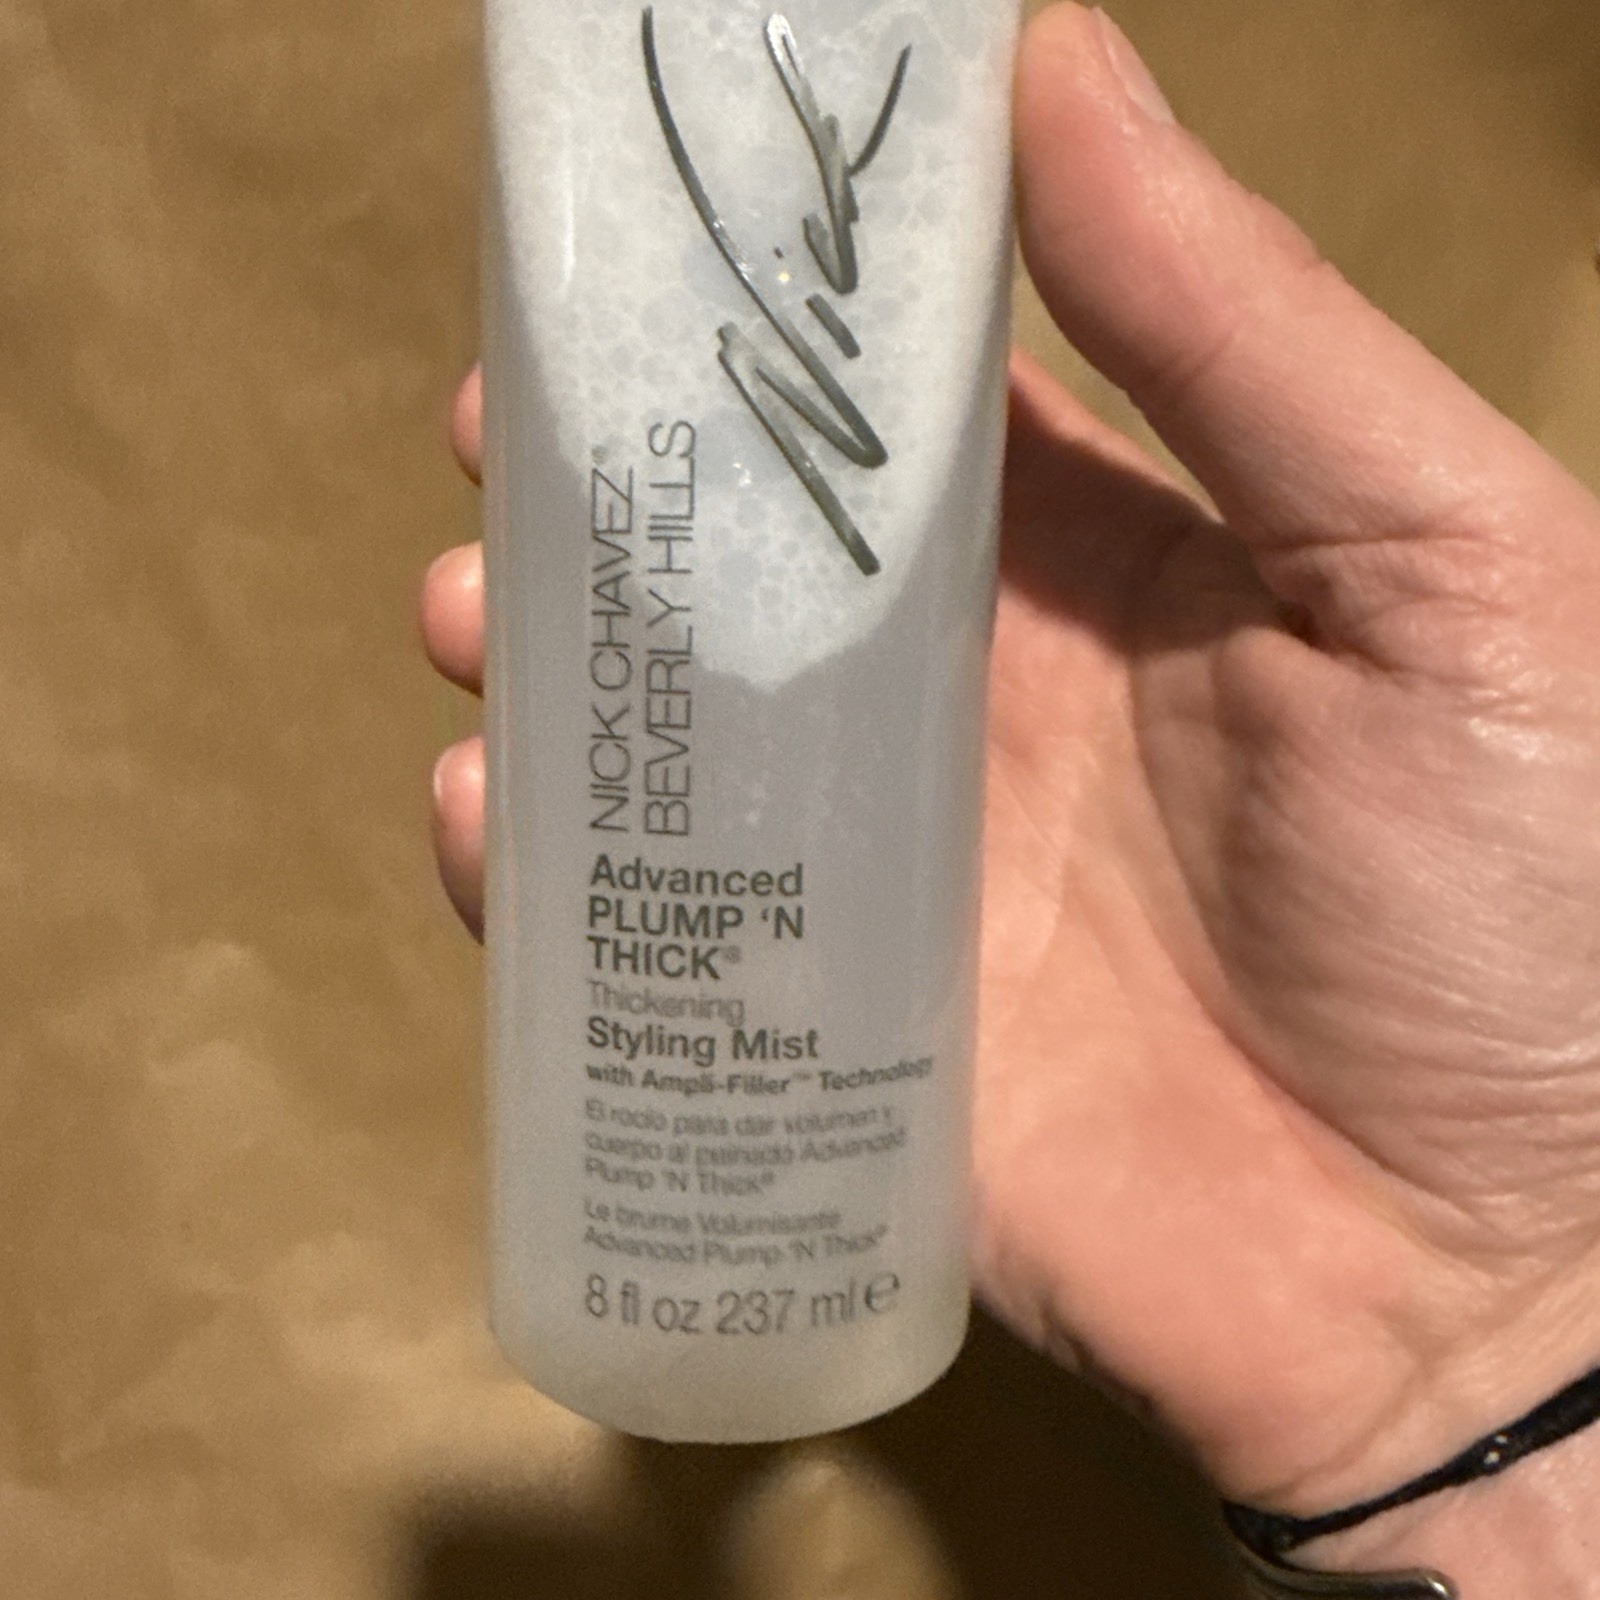 Nick
NICK CHAVEZ®
BEVERLY HILLS
Advanced
PLUMP ‘N
THICK®
Thickening
Styling Mist
with Ampli-Filler™ Technology
El rocío para dar volumen y
cuerpo al peinado Advanced
Plump ‘N Thick®
Le brume Volumisante
Advanced Plump ‘N Thick®
8 fl oz 237 ml ℮